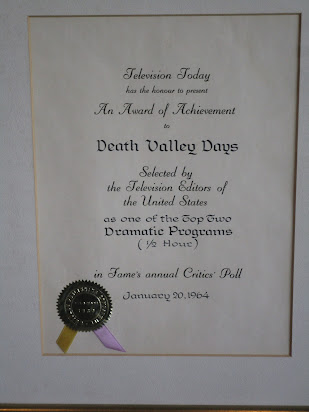 Television Today
has the honour to present
An Award of Achievement
to
Death Valley Days
Selected by
the Television Editors of
the United States
as one of the Top Two
Dramatic Programs
( ½ Hour )
in Fame's annual Critics' Poll
January 20, 1964